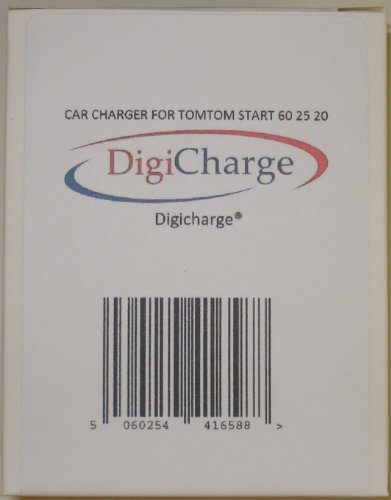 CAR CHARGER FOR TOMTOM START 60 25 20
DigiCharge
Digicharge®
5 060254 416588 >